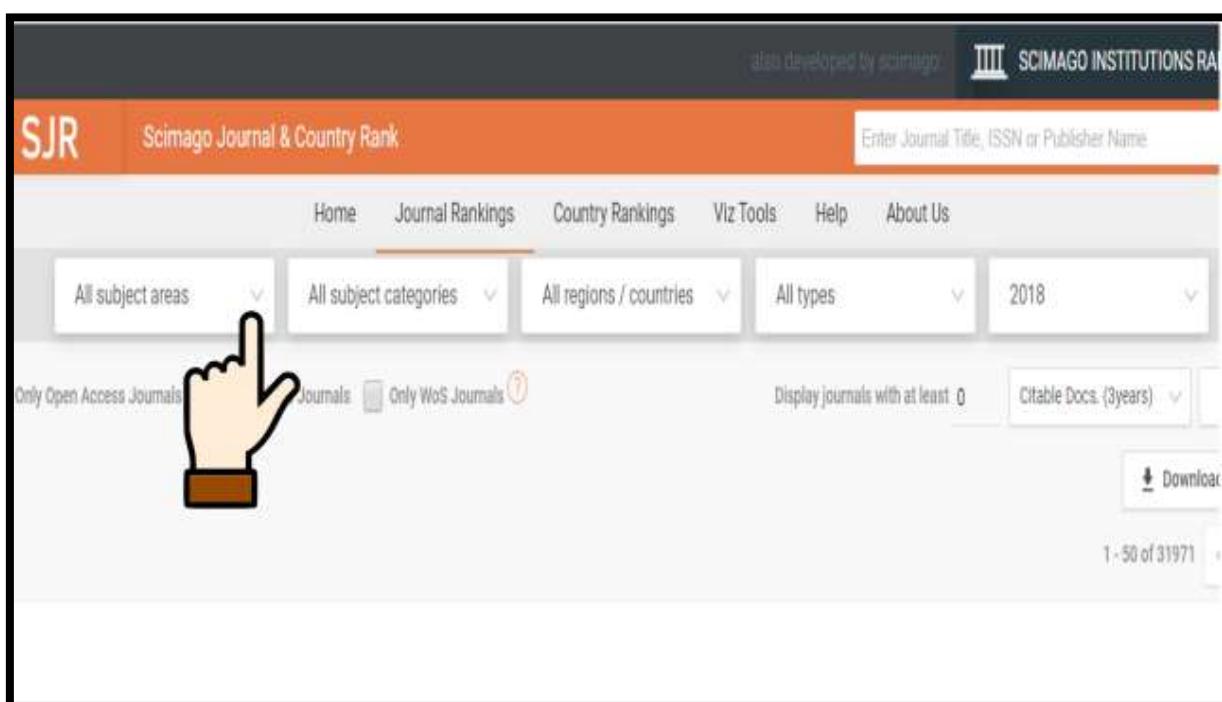 also developed by scimago
SCIMAGO INSTITUTIONS RA
SJR
Scimago Journal & Country Rank
Enter Journal Title, ISSN or Publisher Name
Home Journal Rankings Country Rankings Viz Tools Help About Us
All subject areas All subject categories All regions / countries All types 2018
Only Open Access Journals Journals Only WoS Journals ?
Display journals with at least 0 Citable Docs. (3years)
Downloa
1 - 50 of 31971